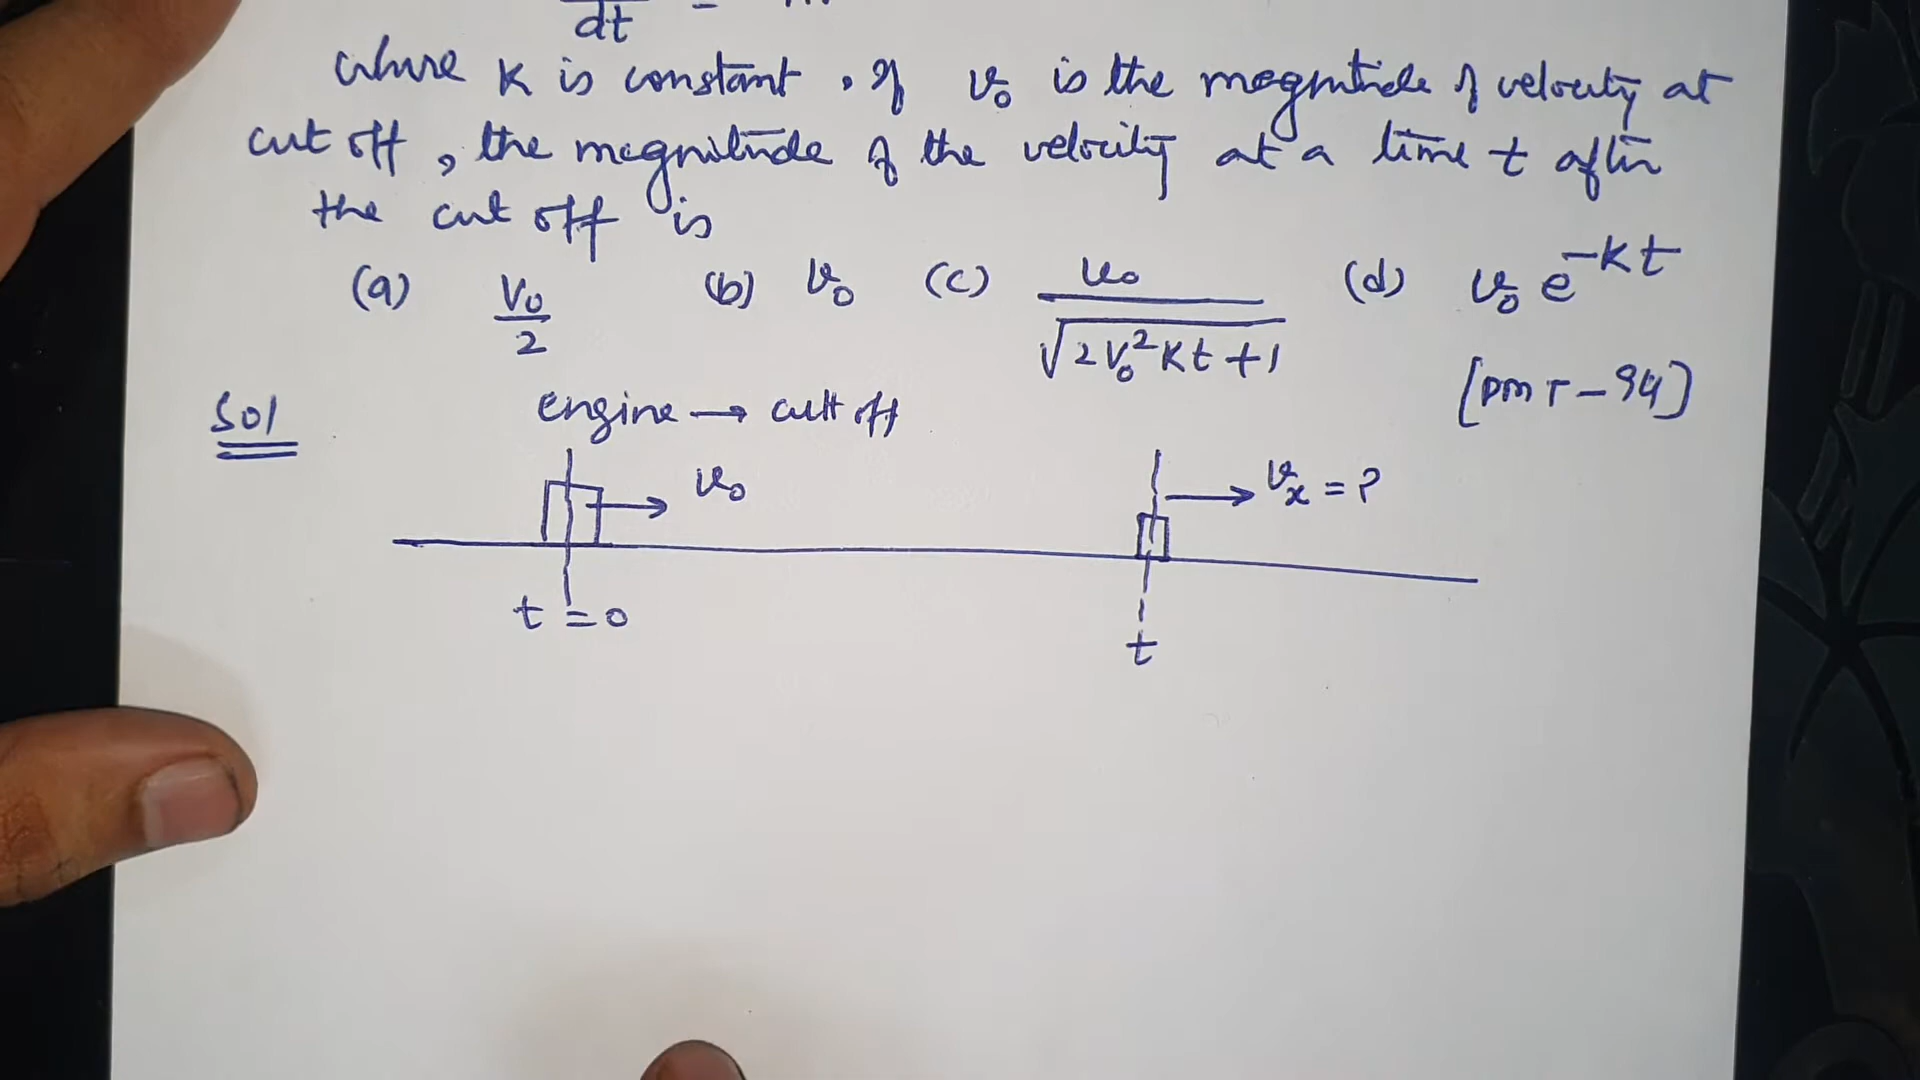 dt
where K is constant, If v₀ is the magnitude of velocity at
cut off, the magnitude of the velocity at a time t after
the cut off is
(a) V₀/2 (b) v₀ (c) v₀/√(2V₀²Kt+1) (d) v₀ e^(-Kt)
[PMT-94]
Sol engine → cutt off
v₀ vₓ = ?
t = 0 t